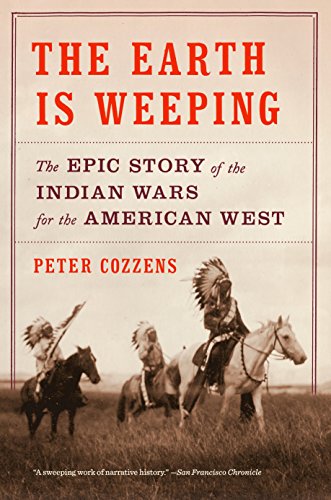 THE EARTH
IS WEEPING
The EPIC STORY of the
INDIAN WARS
for the AMERICAN WEST
PETER COZZENS
"A sweeping work of narrative history." —San Francisco Chronicle